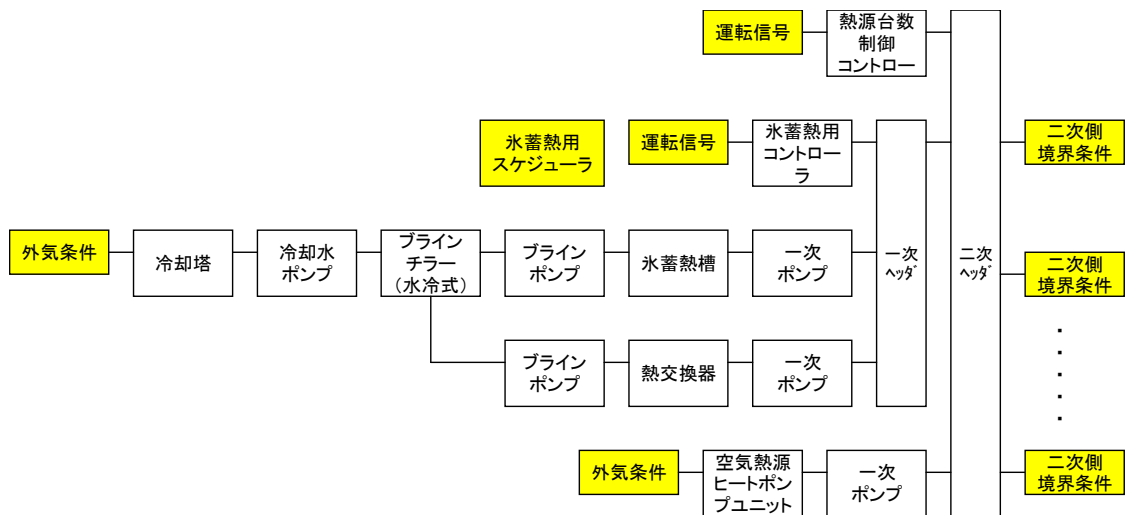 運転信号
熱源台数
制御
コントロー
氷蓄熱用
スケジューラ
運転信号
氷蓄熱用
コントロー
ラ
二次側
境界条件
外気条件
冷却塔
冷却水
ポンプ
ブライン
チラー
(水冷式)
ブライン
ポンプ
氷蓄熱槽
一次
ポンプ
一次
ﾍｯﾀﾞ
二次
ﾍｯﾀﾞ
二次側
境界条件
・
・
・
・
・
ブライン
ポンプ
熱交換器
一次
ポンプ
外気条件
空気熱源
ヒートポン
プユニット
一次
ポンプ
二次側
境界条件